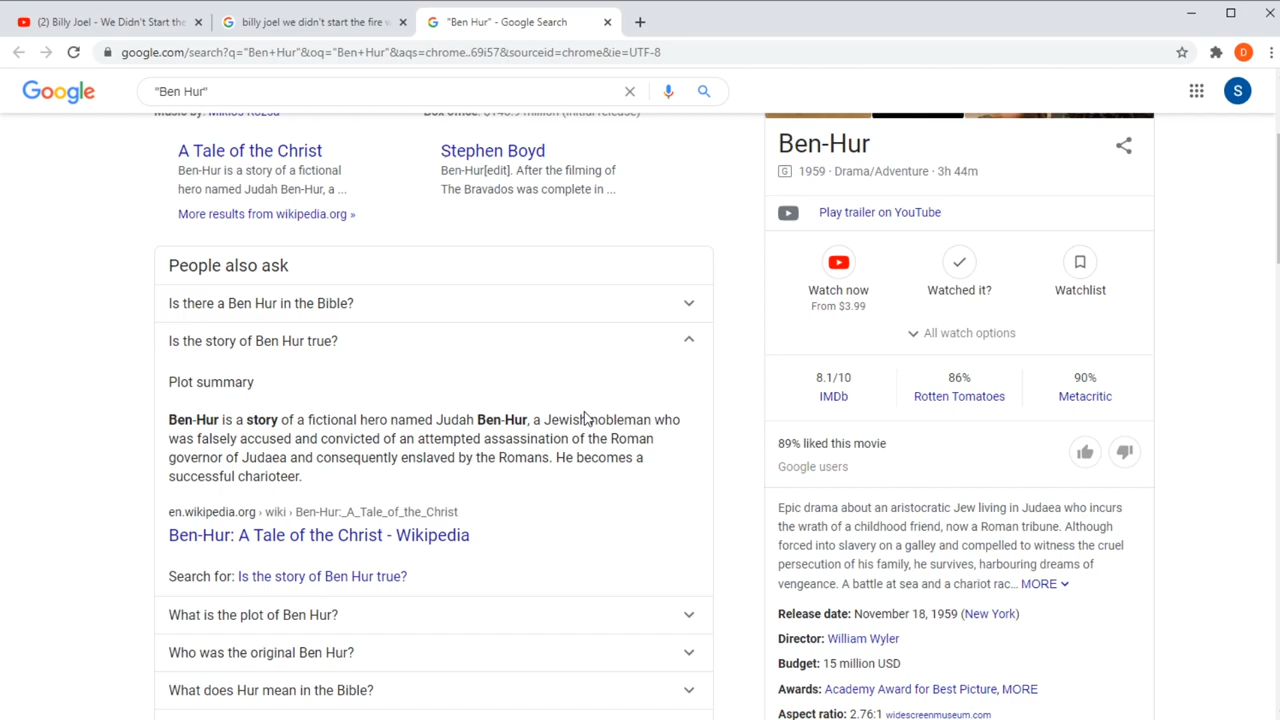 (2) Billy Joel - We Didn't Start the
billy joel we didn't start the fire w
"Ben Hur" - Google Search
google.com/search?q="Ben+Hur"&oq="Ben+Hur"&aqs=chrome..69i57&sourceid=chrome&ie=UTF-8
D
Google
"Ben Hur"
S
Music by: Miklós Rózsa
Box office: $146.9 million (initial release)
A Tale of the Christ
Ben-Hur is a story of a fictional
hero named Judah Ben-Hur, a ...
More results from wikipedia.org »
Stephen Boyd
Ben-Hur[edit]. After the filming of
The Bravados was complete in ...
People also ask
Is there a Ben Hur in the Bible?
Is the story of Ben Hur true?
Plot summary
Ben-Hur is a story of a fictional hero named Judah Ben-Hur, a Jewish nobleman who
was falsely accused and convicted of an attempted assassination of the Roman
governor of Judaea and consequently enslaved by the Romans. He becomes a
successful charioteer.
en.wikipedia.org › wiki › Ben-Hur:_A_Tale_of_the_Christ
Ben-Hur: A Tale of the Christ - Wikipedia
Search for: Is the story of Ben Hur true?
What is the plot of Ben Hur?
Who was the original Ben Hur?
What does Hur mean in the Bible?
Ben-Hur
G 1959 · Drama/Adventure · 3h 44m
Play trailer on YouTube
Watch now
From $3.99
Watched it?
Watchlist
All watch options
8.1/10
IMDb
86%
Rotten Tomatoes
90%
Metacritic
89% liked this movie
Google users
Epic drama about an aristocratic Jew living in Judaea who incurs
the wrath of a childhood friend, now a Roman tribune. Although
forced into slavery on a galley and compelled to witness the cruel
persecution of his family, he survives, harbouring dreams of
vengeance. A battle at sea and a chariot rac... MORE
Release date: November 18, 1959 (New York)
Director: William Wyler
Budget: 15 million USD
Awards: Academy Award for Best Picture, MORE
Aspect ratio: 2.76:1 widescreenmuseum.com